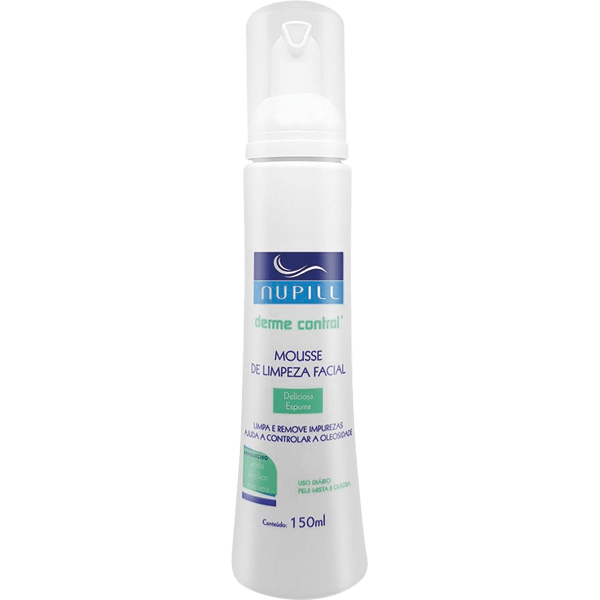 NUPILL
derme control
MOUSSE
DE LIMPEZA FACIAL
Deliciosa
Espuma
LIMPA E REMOVE IMPUREZAS
AJUDA A CONTROLAR A OLEOSIDADE
USO DIÁRIO
PELE MISTA E OLEOSA
Conteúdo: 150ml